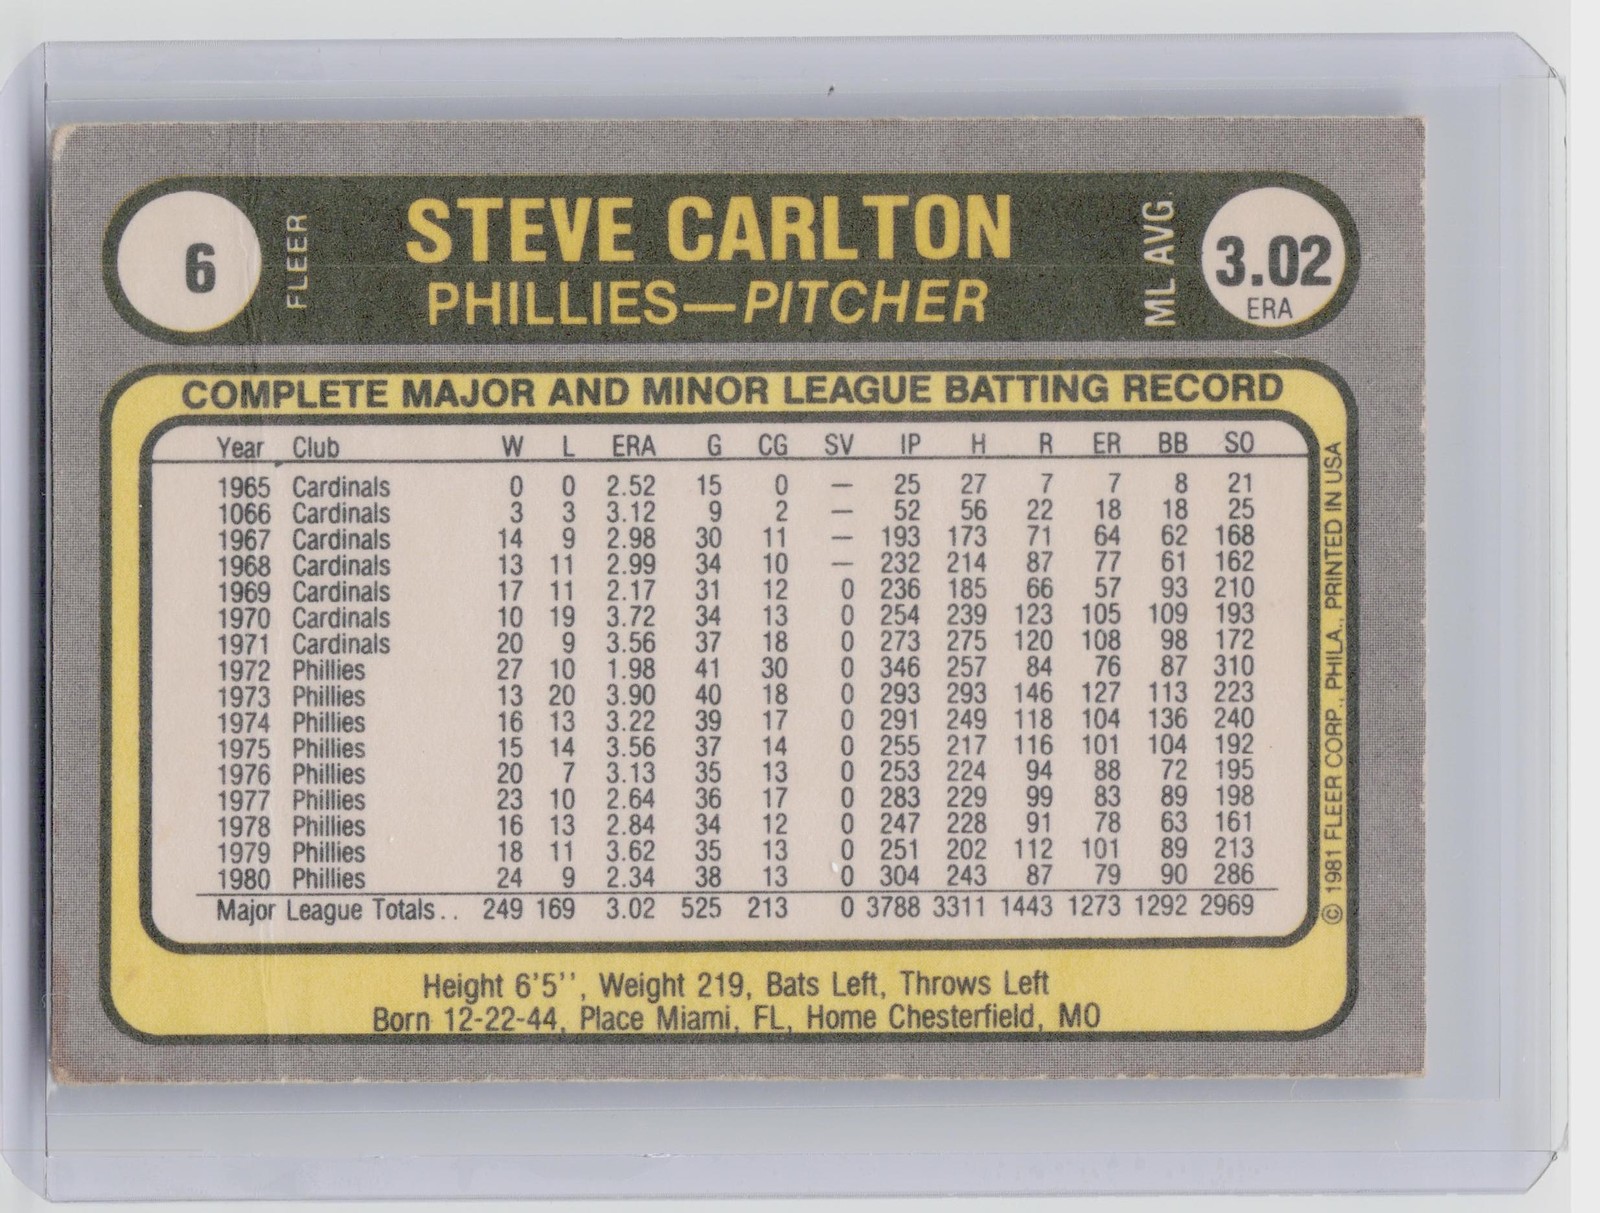 6 FLEER STEVE CARLTON ML AVG. 3.02
PHILLIES—PITCHER ERA
COMPLETE MAJOR AND MINOR LEAGUE BATTING RECORD
Year Club W L ERA G CG SV IP H R ER BB SO
1965 Cardinals 0 0 2.52 15 0 — 25 27 7 7 8 21
1066 Cardinals 3 3 3.12 9 2 — 52 56 22 18 18 25
1967 Cardinals 14 9 2.98 30 11 — 193 173 71 64 62 168
1968 Cardinals 13 11 2.99 34 10 — 232 214 87 77 61 162
1969 Cardinals 17 11 2.17 31 12 0 236 185 66 57 93 210
1970 Cardinals 10 19 3.72 34 13 0 254 239 123 105 109 193
1971 Cardinals 20 9 3.56 37 18 0 273 275 120 108 98 172
1972 Phillies 27 10 1.98 41 30 0 346 257 84 76 87 310
1973 Phillies 13 20 3.90 40 18 0 293 293 146 127 113 223
1974 Phillies 16 13 3.22 39 17 0 291 249 118 104 136 240
1975 Phillies 15 14 3.56 37 14 0 255 217 116 101 104 192
1976 Phillies 20 7 3.13 35 13 0 253 224 94 88 72 195
1977 Phillies 23 10 2.64 36 17 0 283 229 99 83 89 198
1978 Phillies 16 13 2.84 34 12 0 247 228 91 78 63 161
1979 Phillies 18 11 3.62 35 13 0 251 202 112 101 89 213
1980 Phillies 24 9 2.34 38 13 0 304 243 87 79 90 286
Major League Totals . . 249 169 3.02 525 213 0 3788 3311 1443 1273 1292 2969
Height 6'5'', Weight 219, Bats Left, Throws Left
Born 12-22-44, Place Miami, FL, Home Chesterfield, MO
© 1981 FLEER CORP., PHILA., PRINTED IN USA